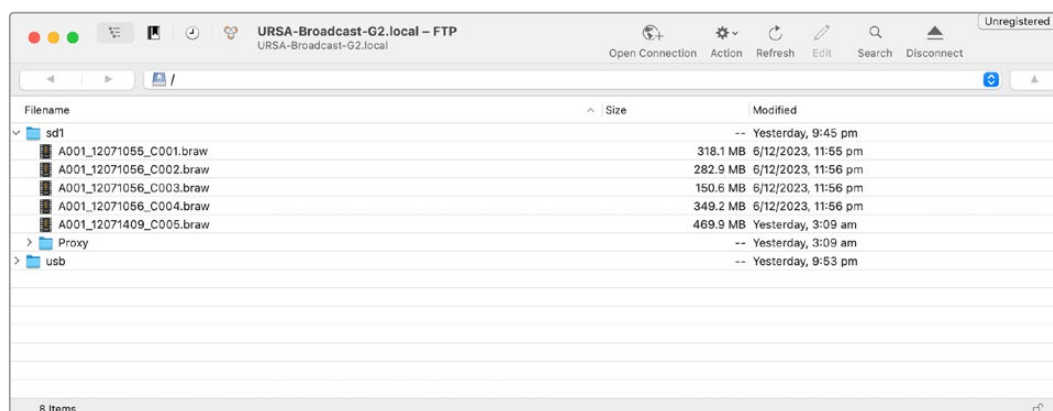 Unregistered
URSA-Broadcast-G2.local – FTP
URSA-Broadcast-G2.local
Open Connection Action Refresh Edit Search Disconnect
/
Filename Size Modified
sd1 -- Yesterday, 9:45 pm
A001_12071055_C001.braw 318.1 MB 6/12/2023, 11:55 pm
A001_12071056_C002.braw 282.9 MB 6/12/2023, 11:56 pm
A001_12071056_C003.braw 150.6 MB 6/12/2023, 11:56 pm
A001_12071056_C004.braw 349.2 MB 6/12/2023, 11:56 pm
A001_12071409_C005.braw 469.9 MB Yesterday, 3:09 am
Proxy -- Yesterday, 3:09 am
usb -- Yesterday, 9:53 pm
8 Items